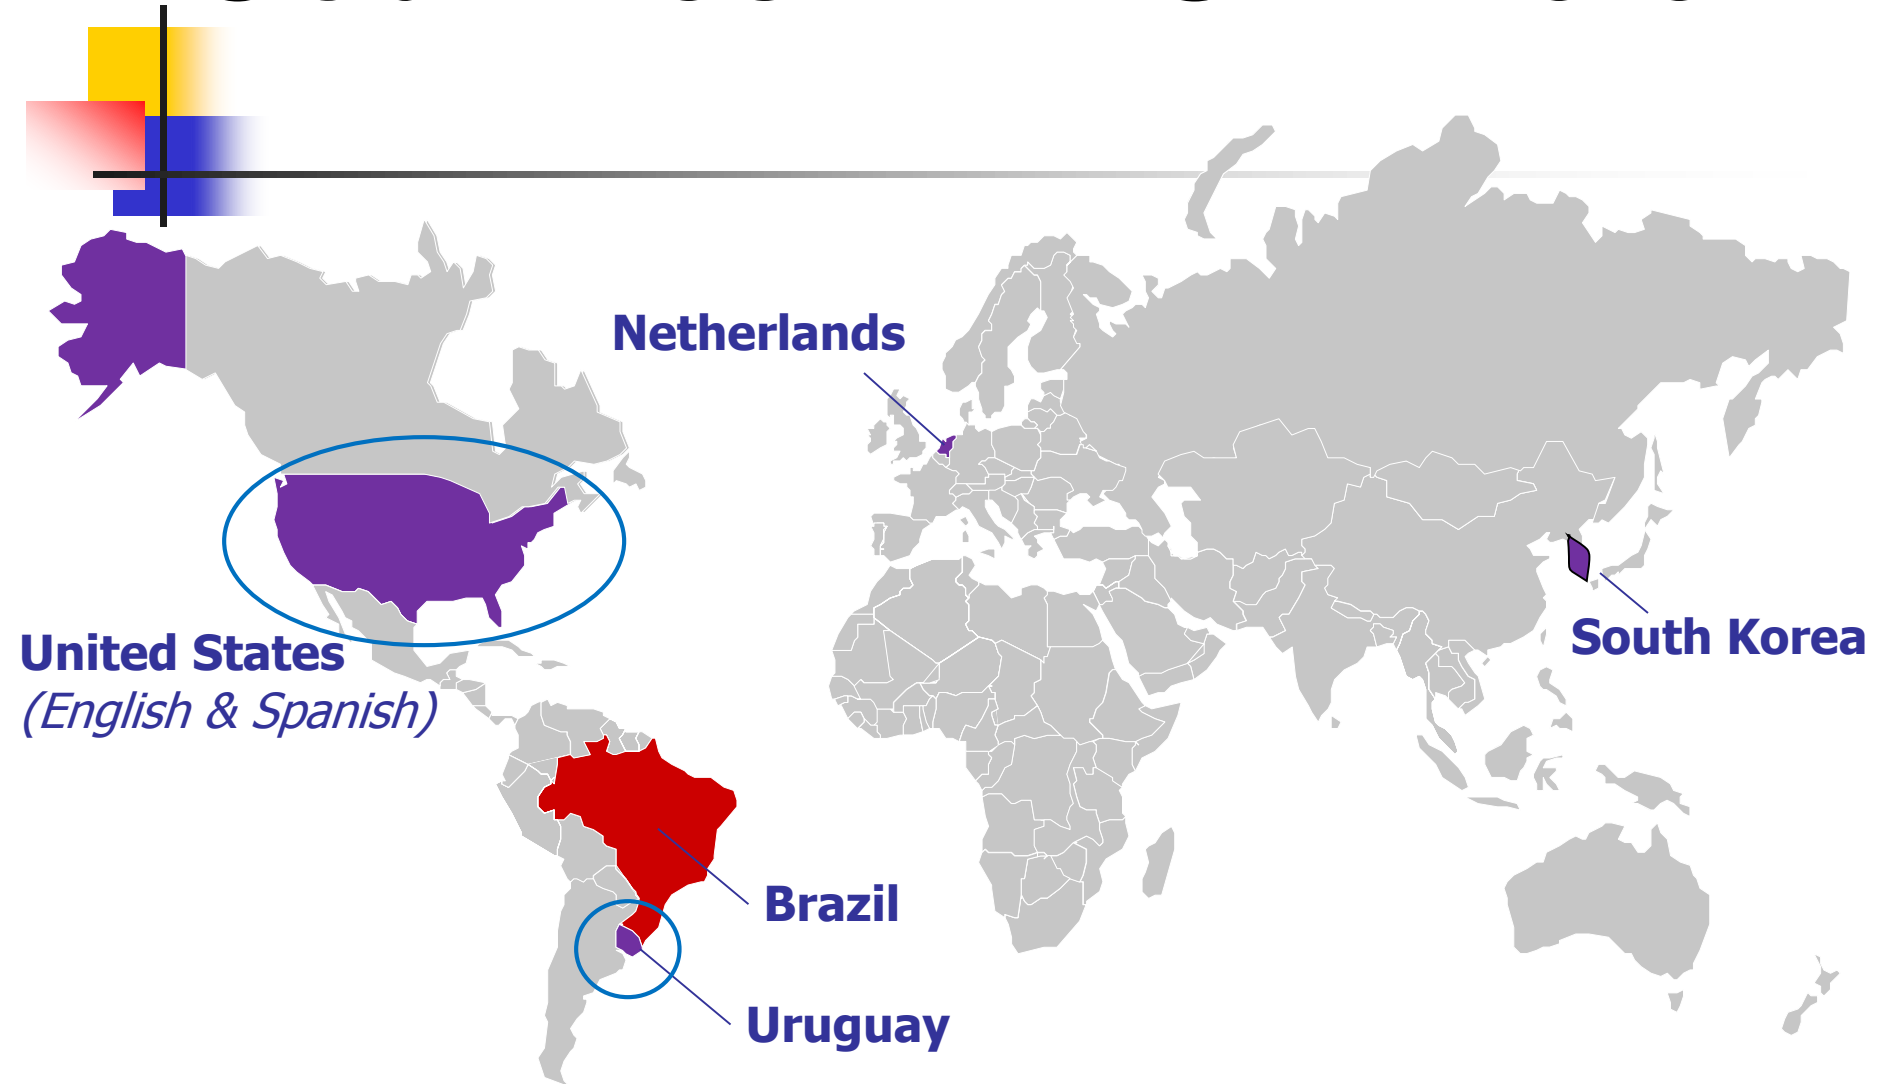 Netherlands
South Korea
United States
(English & Spanish)
Brazil
Uruguay